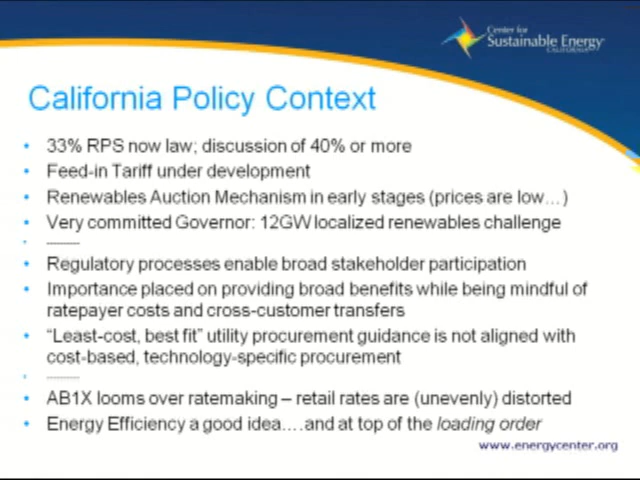 Center for
Sustainable Energy
CALIFORNIA
California Policy Context
• 33% RPS now law; discussion of 40% or more
• Feed-in Tariff under development
• Renewables Auction Mechanism in early stages (prices are low…)
• Very committed Governor: 12GW localized renewables challenge
• ----------
• Regulatory processes enable broad stakeholder participation
• Importance placed on providing broad benefits while being mindful of
ratepayer costs and cross-customer transfers
• “Least-cost, best fit” utility procurement guidance is not aligned with
cost-based, technology-specific procurement
• ----------
• AB1X looms over ratemaking – retail rates are (unevenly) distorted
• Energy Efficiency a good idea….and at top of the loading order
www.energycenter.org